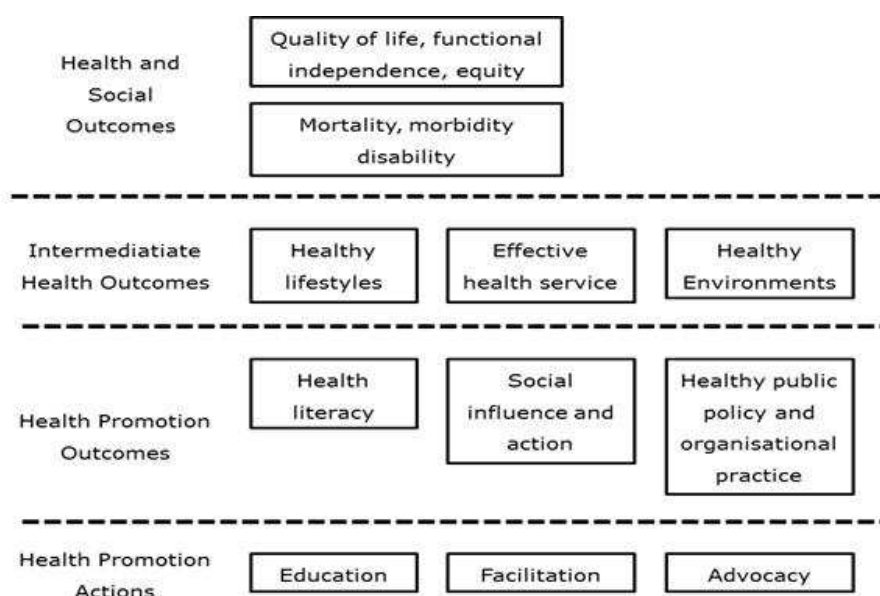 Health and
Social
Outcomes
Quality of life, functional
independence, equity
Mortality, morbidity
disability
Intermediatiate
Health Outcomes
Healthy
lifestyles
Effective
health service
Healthy
Environments
Health Promotion
Outcomes
Health
literacy
Social
influence and
action
Healthy public
policy and
organisational
practice
Health Promotion
Actions
Education
Facilitation
Advocacy